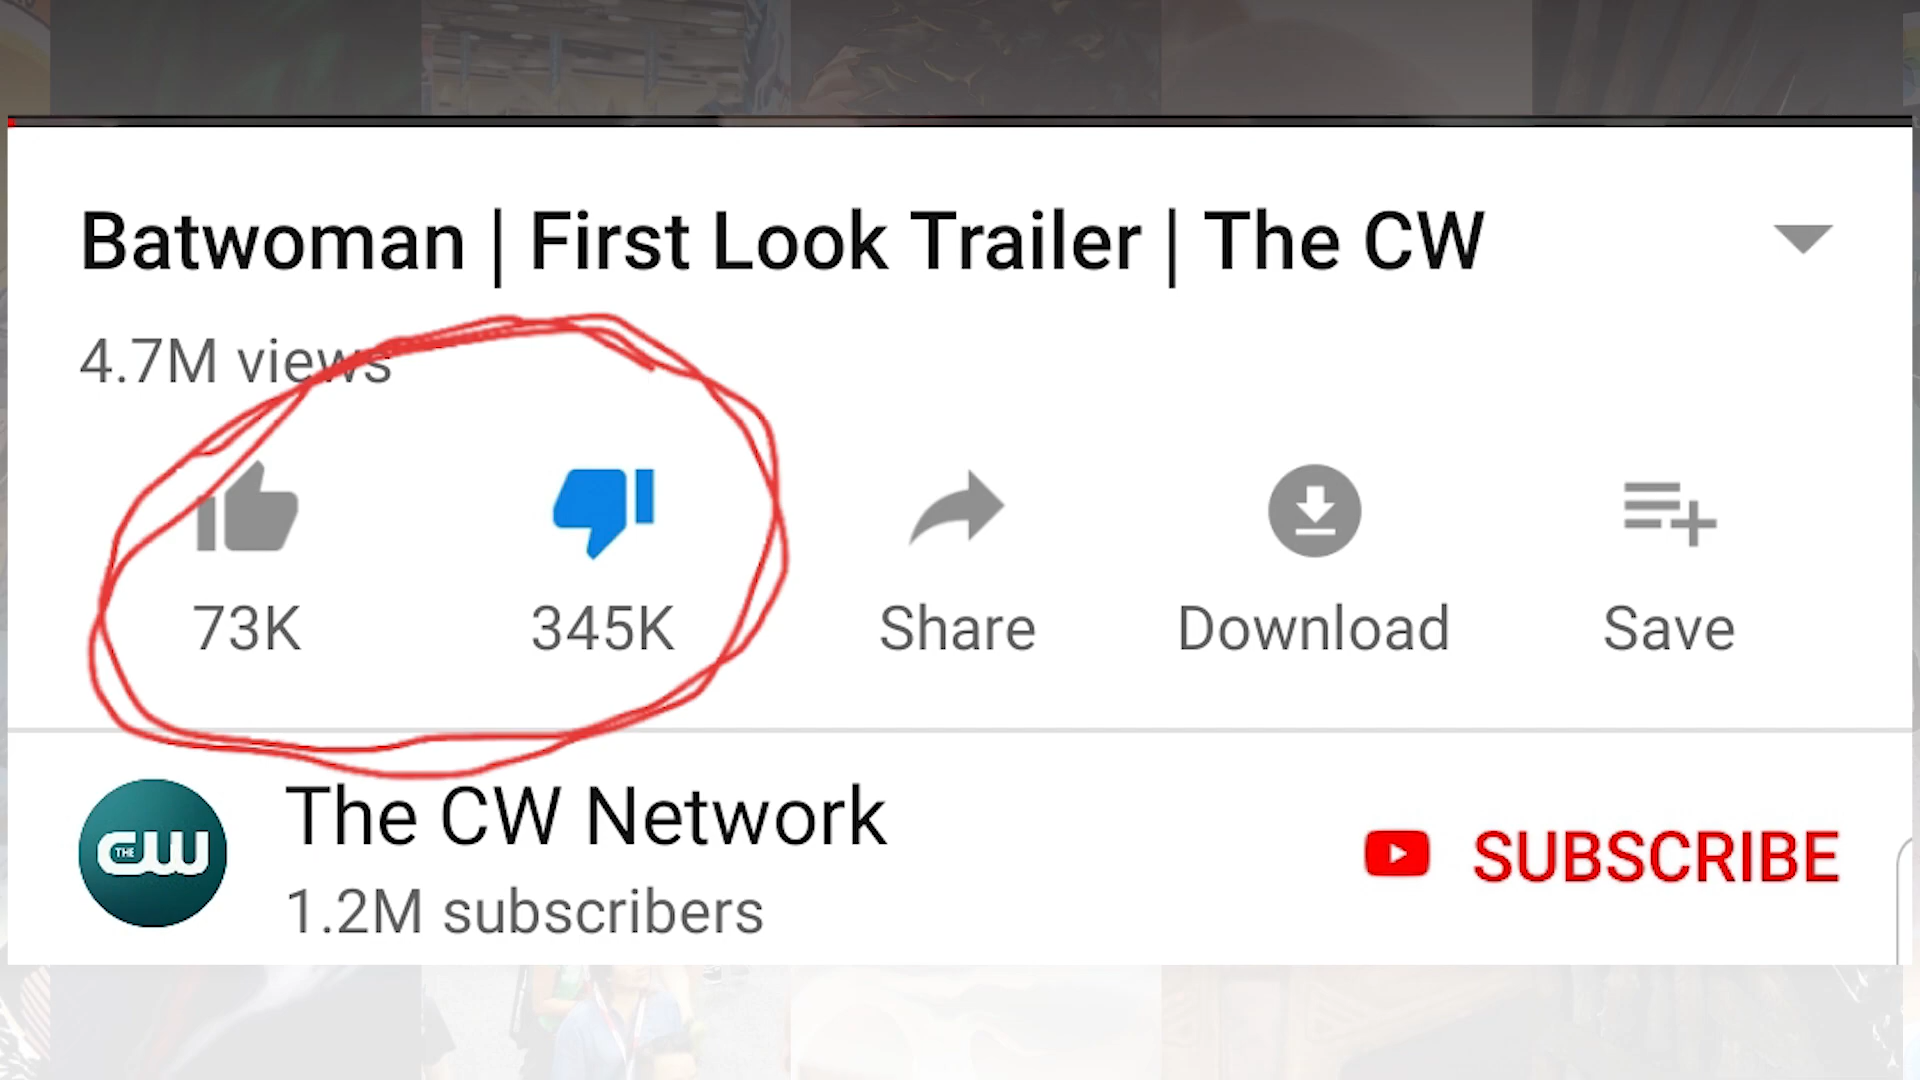 Batwoman | First Look Trailer | The CW
4.7M views
73K 345K Share Download Save
THE CW
The CW Network
1.2M subscribers
SUBSCRIBE